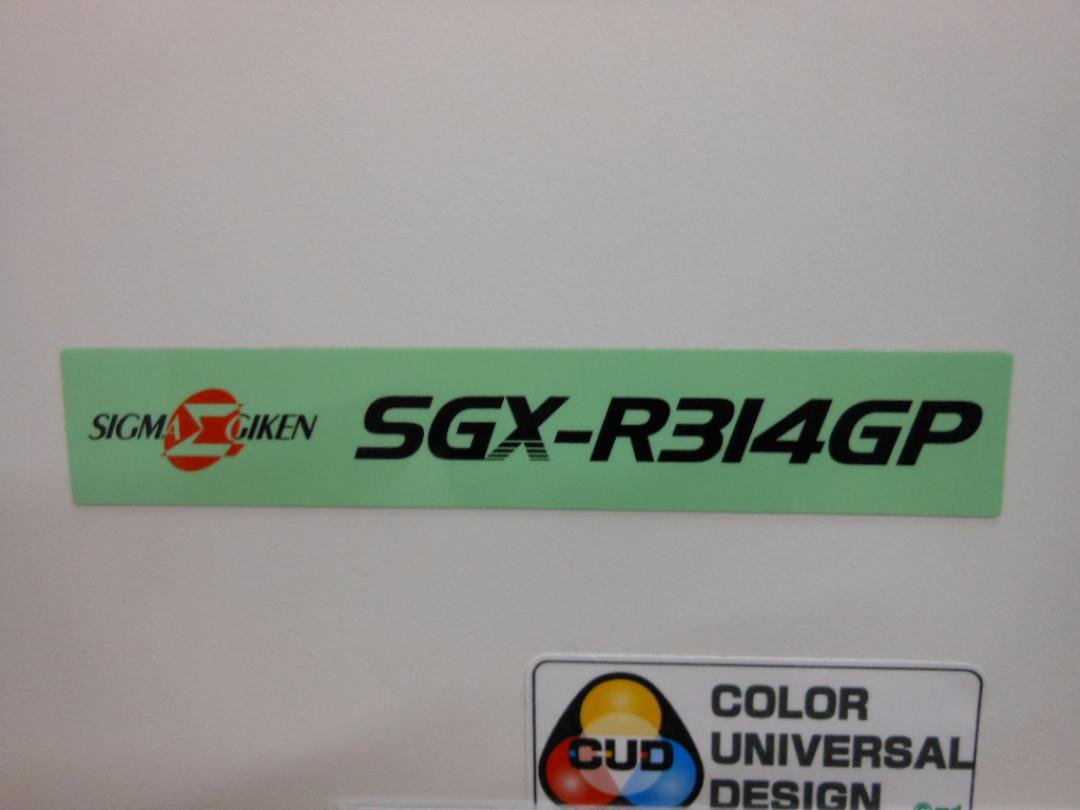 SIGMA Σ GIKEN SGX-R314GP
CUD
COLOR
UNIVERSAL
DESIGN